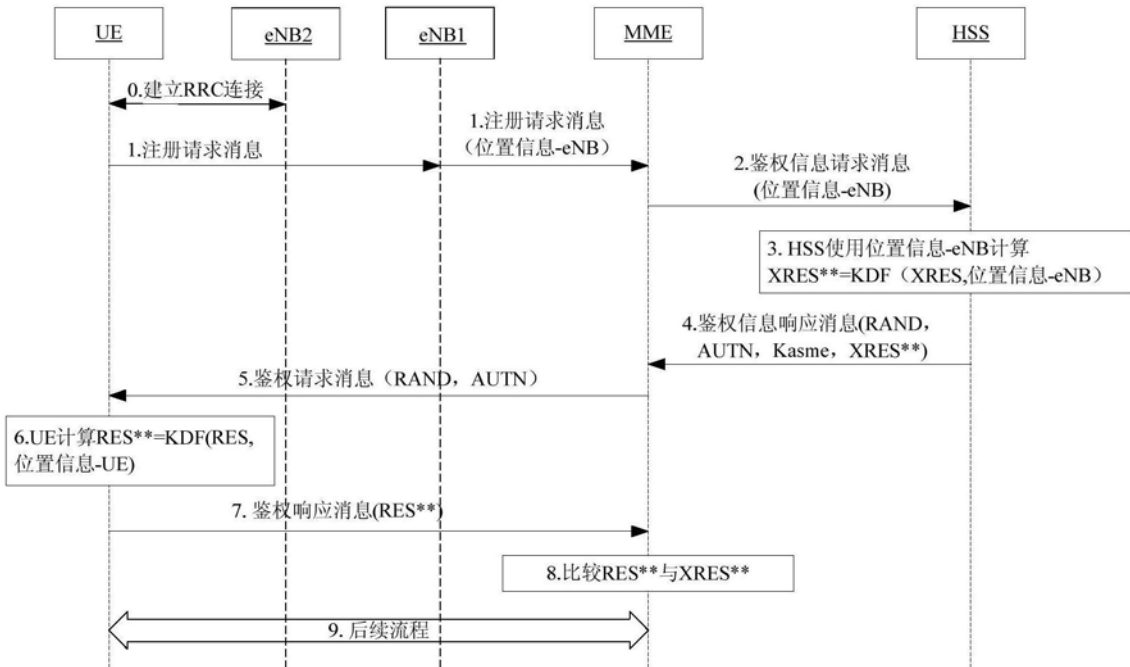 UE
eNB2
eNB1
MME
HSS
0.建立RRC连接
1.注册请求消息
1.注册请求消息
（位置信息-eNB）
2.鉴权信息请求消息
(位置信息-eNB)
3. HSS使用位置信息-eNB计算
XRES**=KDF（XRES,位置信息-eNB）
4.鉴权信息响应消息(RAND，
AUTN，Kasme，XRES**)
5.鉴权请求消息（RAND，AUTN）
6.UE计算RES**=KDF(RES,
位置信息-UE)
7. 鉴权响应消息(RES**)
8.比较RES**与XRES**
9. 后续流程